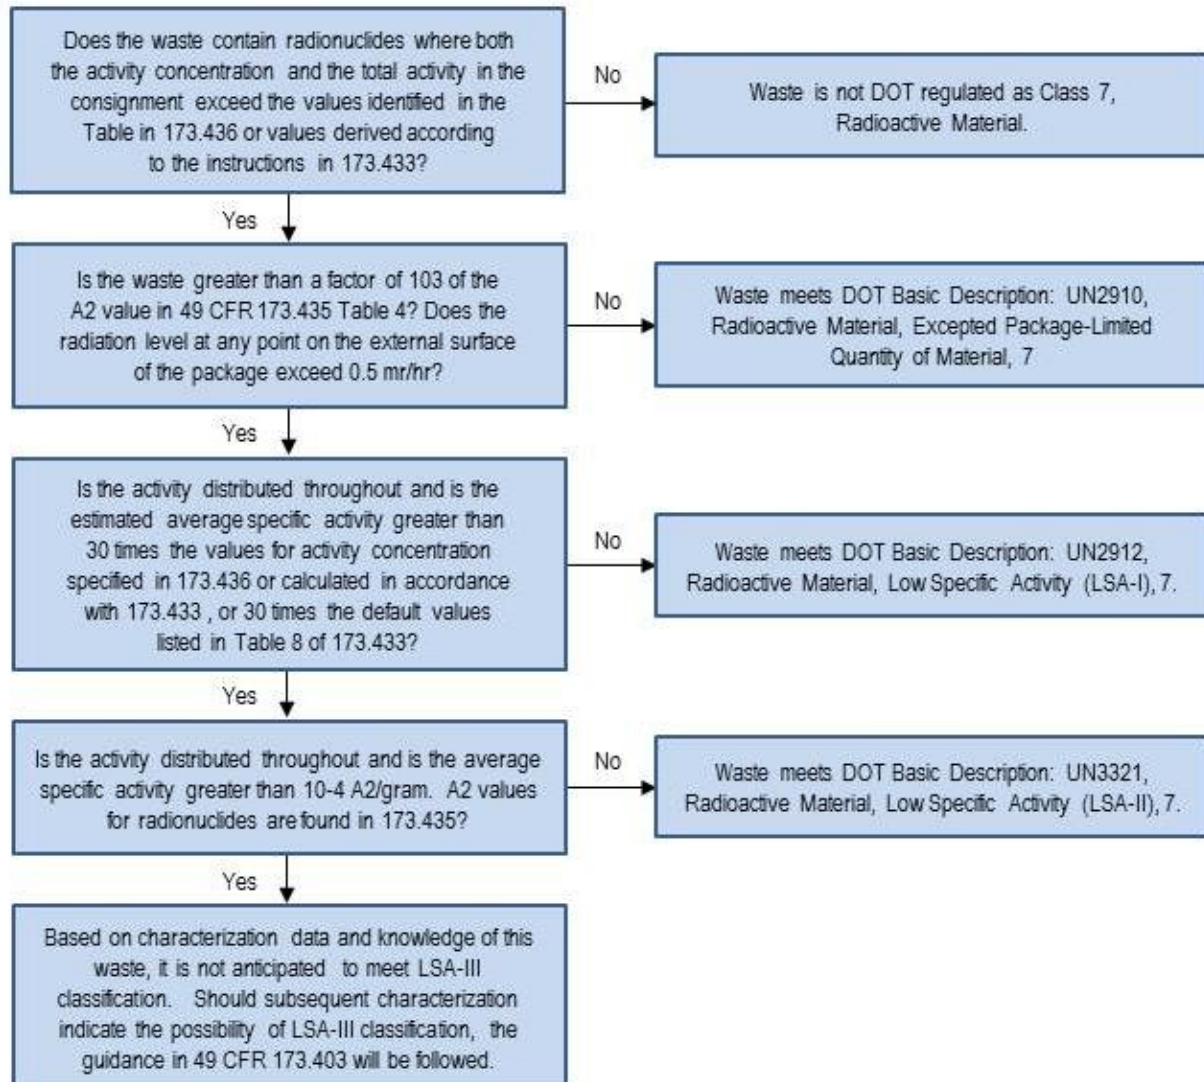 Does the waste contain radionuclides where both
the activity concentration and the total activity in the
consignment exceed the values identified in the
Table in 173.436 or values derived according
to the instructions in 173.433?
No
Waste is not DOT regulated as Class 7,
Radioactive Material.
Yes
Is the waste greater than a factor of 103 of the
A2 value in 49 CFR 173.435 Table 4? Does the
radiation level at any point on the external surface
of the package exceed 0.5 mr/hr?
No
Waste meets DOT Basic Description: UN2910,
Radioactive Material, Excepted Package-Limited
Quantity of Material, 7
Yes
Is the activity distributed throughout and is the
estimated average specific activity greater than
30 times the values for activity concentration
specified in 173.436 or calculated in accordance
with 173.433 , or 30 times the default values
listed in Table 8 of 173.433?
No
Waste meets DOT Basic Description: UN2912,
Radioactive Material, Low Specific Activity (LSA-I), 7.
Yes
Is the activity distributed throughout and is the average
specific activity greater than 10-4 A2/gram. A2 values
for radionuclides are found in 173.435?
No
Waste meets DOT Basic Description: UN3321,
Radioactive Material, Low Specific Activity (LSA-II), 7.
Yes
Based on characterization data and knowledge of this
waste, it is not anticipated to meet LSA-III
classification. Should subsequent characterization
indicate the possibility of LSA-III classification, the
guidance in 49 CFR 173.403 will be followed.